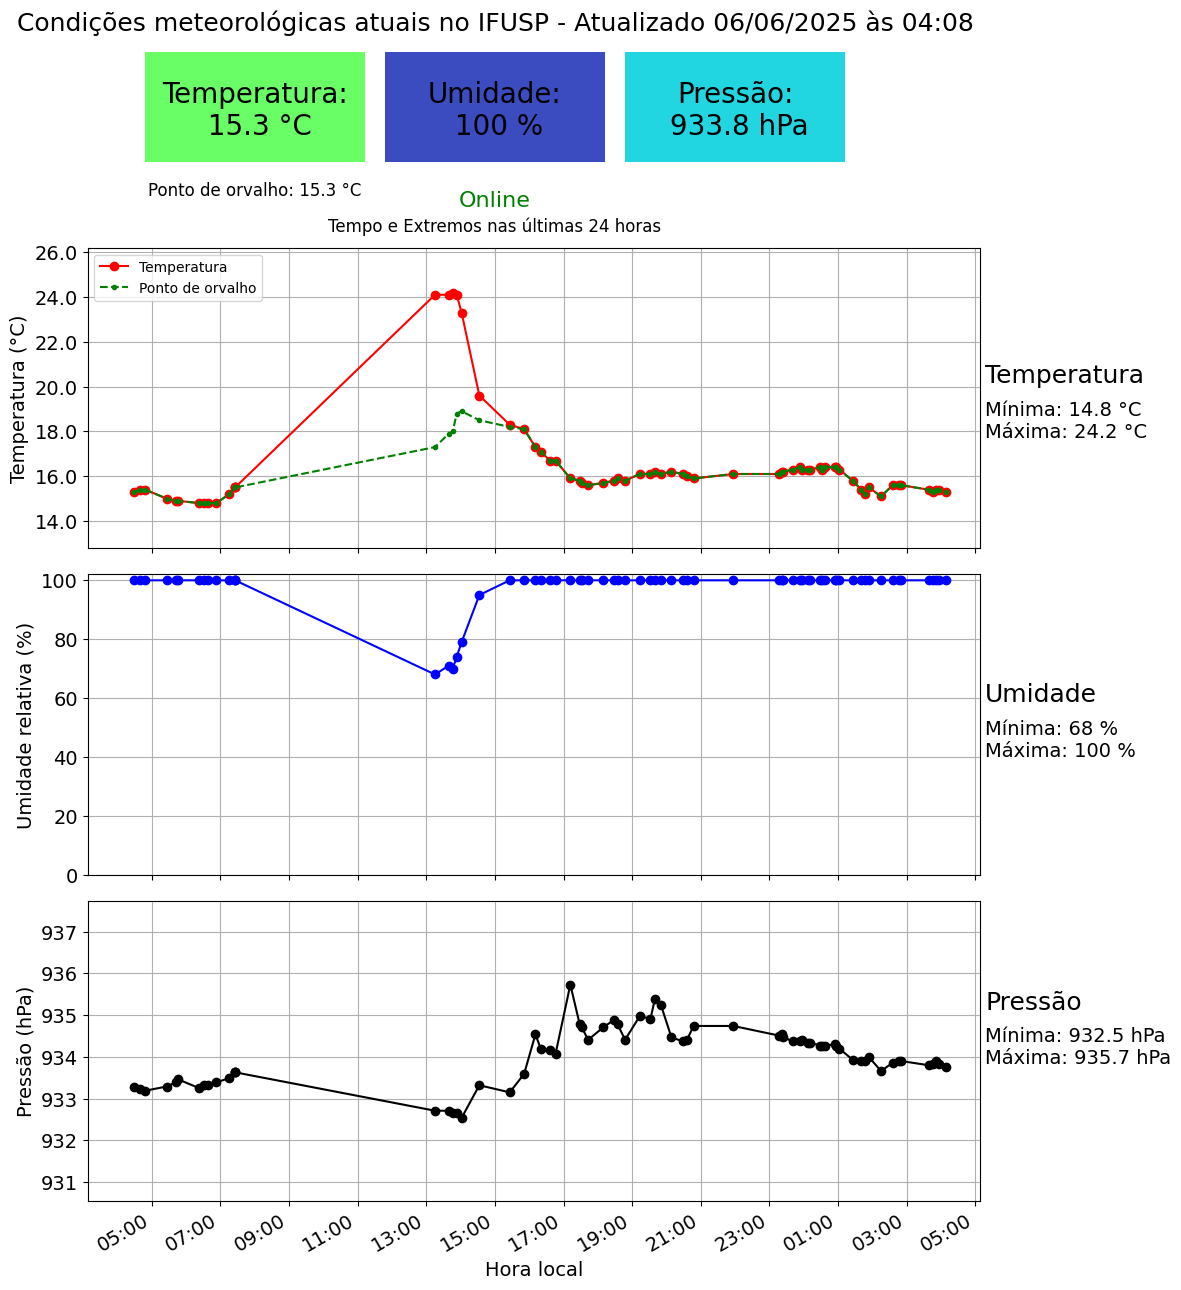 Condições meteorológicas atuais no IFUSP - Atualizado 06/06/2025 às 04:08
Temperatura:
15.3 °C
Umidade:
100 %
Pressão:
933.8 hPa
Ponto de orvalho: 15.3 °C
Online
Tempo e Extremos nas últimas 24 horas
Temperatura (°C)
26.0
24.0
22.0
20.0
18.0
16.0
14.0
Temperatura
Ponto de orvalho
Temperatura
Mínima: 14.8 °C
Máxima: 24.2 °C
Umidade relativa (%)
100
80
60
40
20
0
Umidade
Mínima: 68 %
Máxima: 100 %
Pressão (hPa)
937
936
935
934
933
932
931
Pressão
Mínima: 932.5 hPa
Máxima: 935.7 hPa
05:00 07:00 09:00 11:00 13:00 15:00 17:00 19:00 21:00 23:00 01:00 03:00 05:00
Hora local